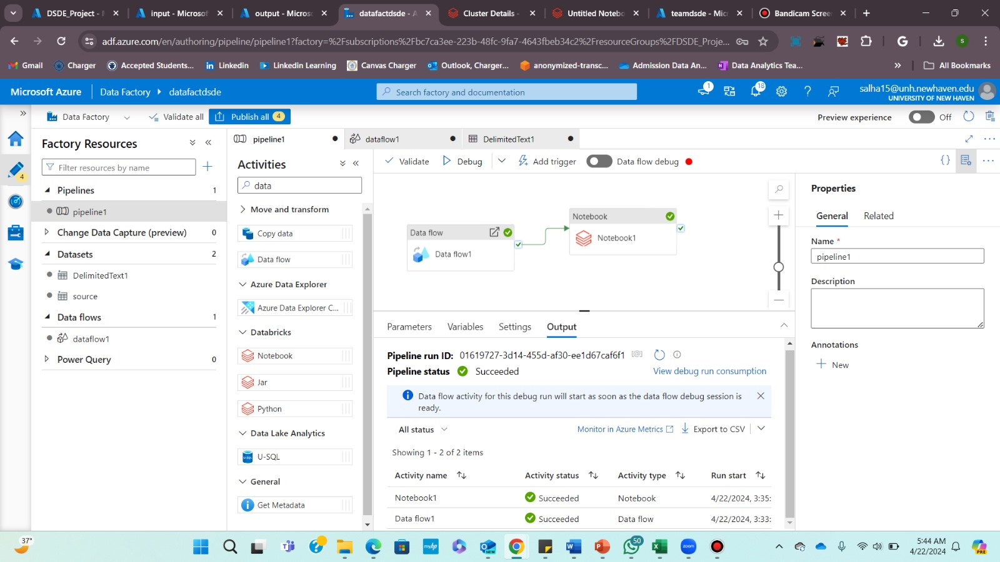 DSDE_Project - 
input - Microsof
output - Micros
datafactdsde - A
Cluster Details -
Untitled Notebo
teamdsde - Mic
Bandicam Scree
adf.azure.com/en/authoring/pipeline/pipeline1?factory=%2Fsubscriptions%2Fbc7ca3ee-223b-48fc-9fa7-4643fbeb34c2%2FresourceGroups%2FDSDE_Proje...
G
S
Gmail
Charger
Accepted Students...
Linkedin
Linkedin Learning
Canvas Charger
Outlook, Charger...
anonymized-transc...
Admission Data An...
Data Analytics Tea...
»
All Bookmarks
Microsoft Azure
Data Factory
datafactdsde
Search factory and documentation
1
18
salha15@unh.newhaven.edu
UNIVERSITY OF NEW HAVEN
Data Factory
Validate all
Publish all 4
Preview experience
Off
4
Factory Resources
Filter resources by name
Pipelines 1
pipeline1
Change Data Capture (preview) 0
Datasets 2
DelimitedText1
source
Data flows 1
dataflow1
Power Query 0
pipeline1
dataflow1
DelimitedText1
Activities
data
Move and transform
Copy data
Data flow
Azure Data Explorer
Azure Data Explorer C...
Databricks
Notebook
Jar
Python
Data Lake Analytics
U-SQL
General
Get Metadata
Validate
Debug
Add trigger
Data flow debug
{}
Data flow
Data flow1
Notebook
Notebook1
Parameters
Variables
Settings
Output
Pipeline run ID: 01619727-3d14-455d-af30-ee1d67caf6f1
Pipeline status Succeeded
View debug run consumption
Data flow activity for this debug run will start as soon as the data flow debug session is
ready.
All status
Monitor in Azure Metrics
Export to CSV
Showing 1 - 2 of 2 items
Activity name Activity status Activity type Run start
Notebook1 Succeeded Notebook 4/22/2024, 3:35:
Data flow1 Succeeded Data flow 4/22/2024, 3:33:
Properties
General
Related
Name *
pipeline1
Description
Annotations
New
37°
myhp
NEW
50
zoom
PRE
5:44 AM
4/22/2024